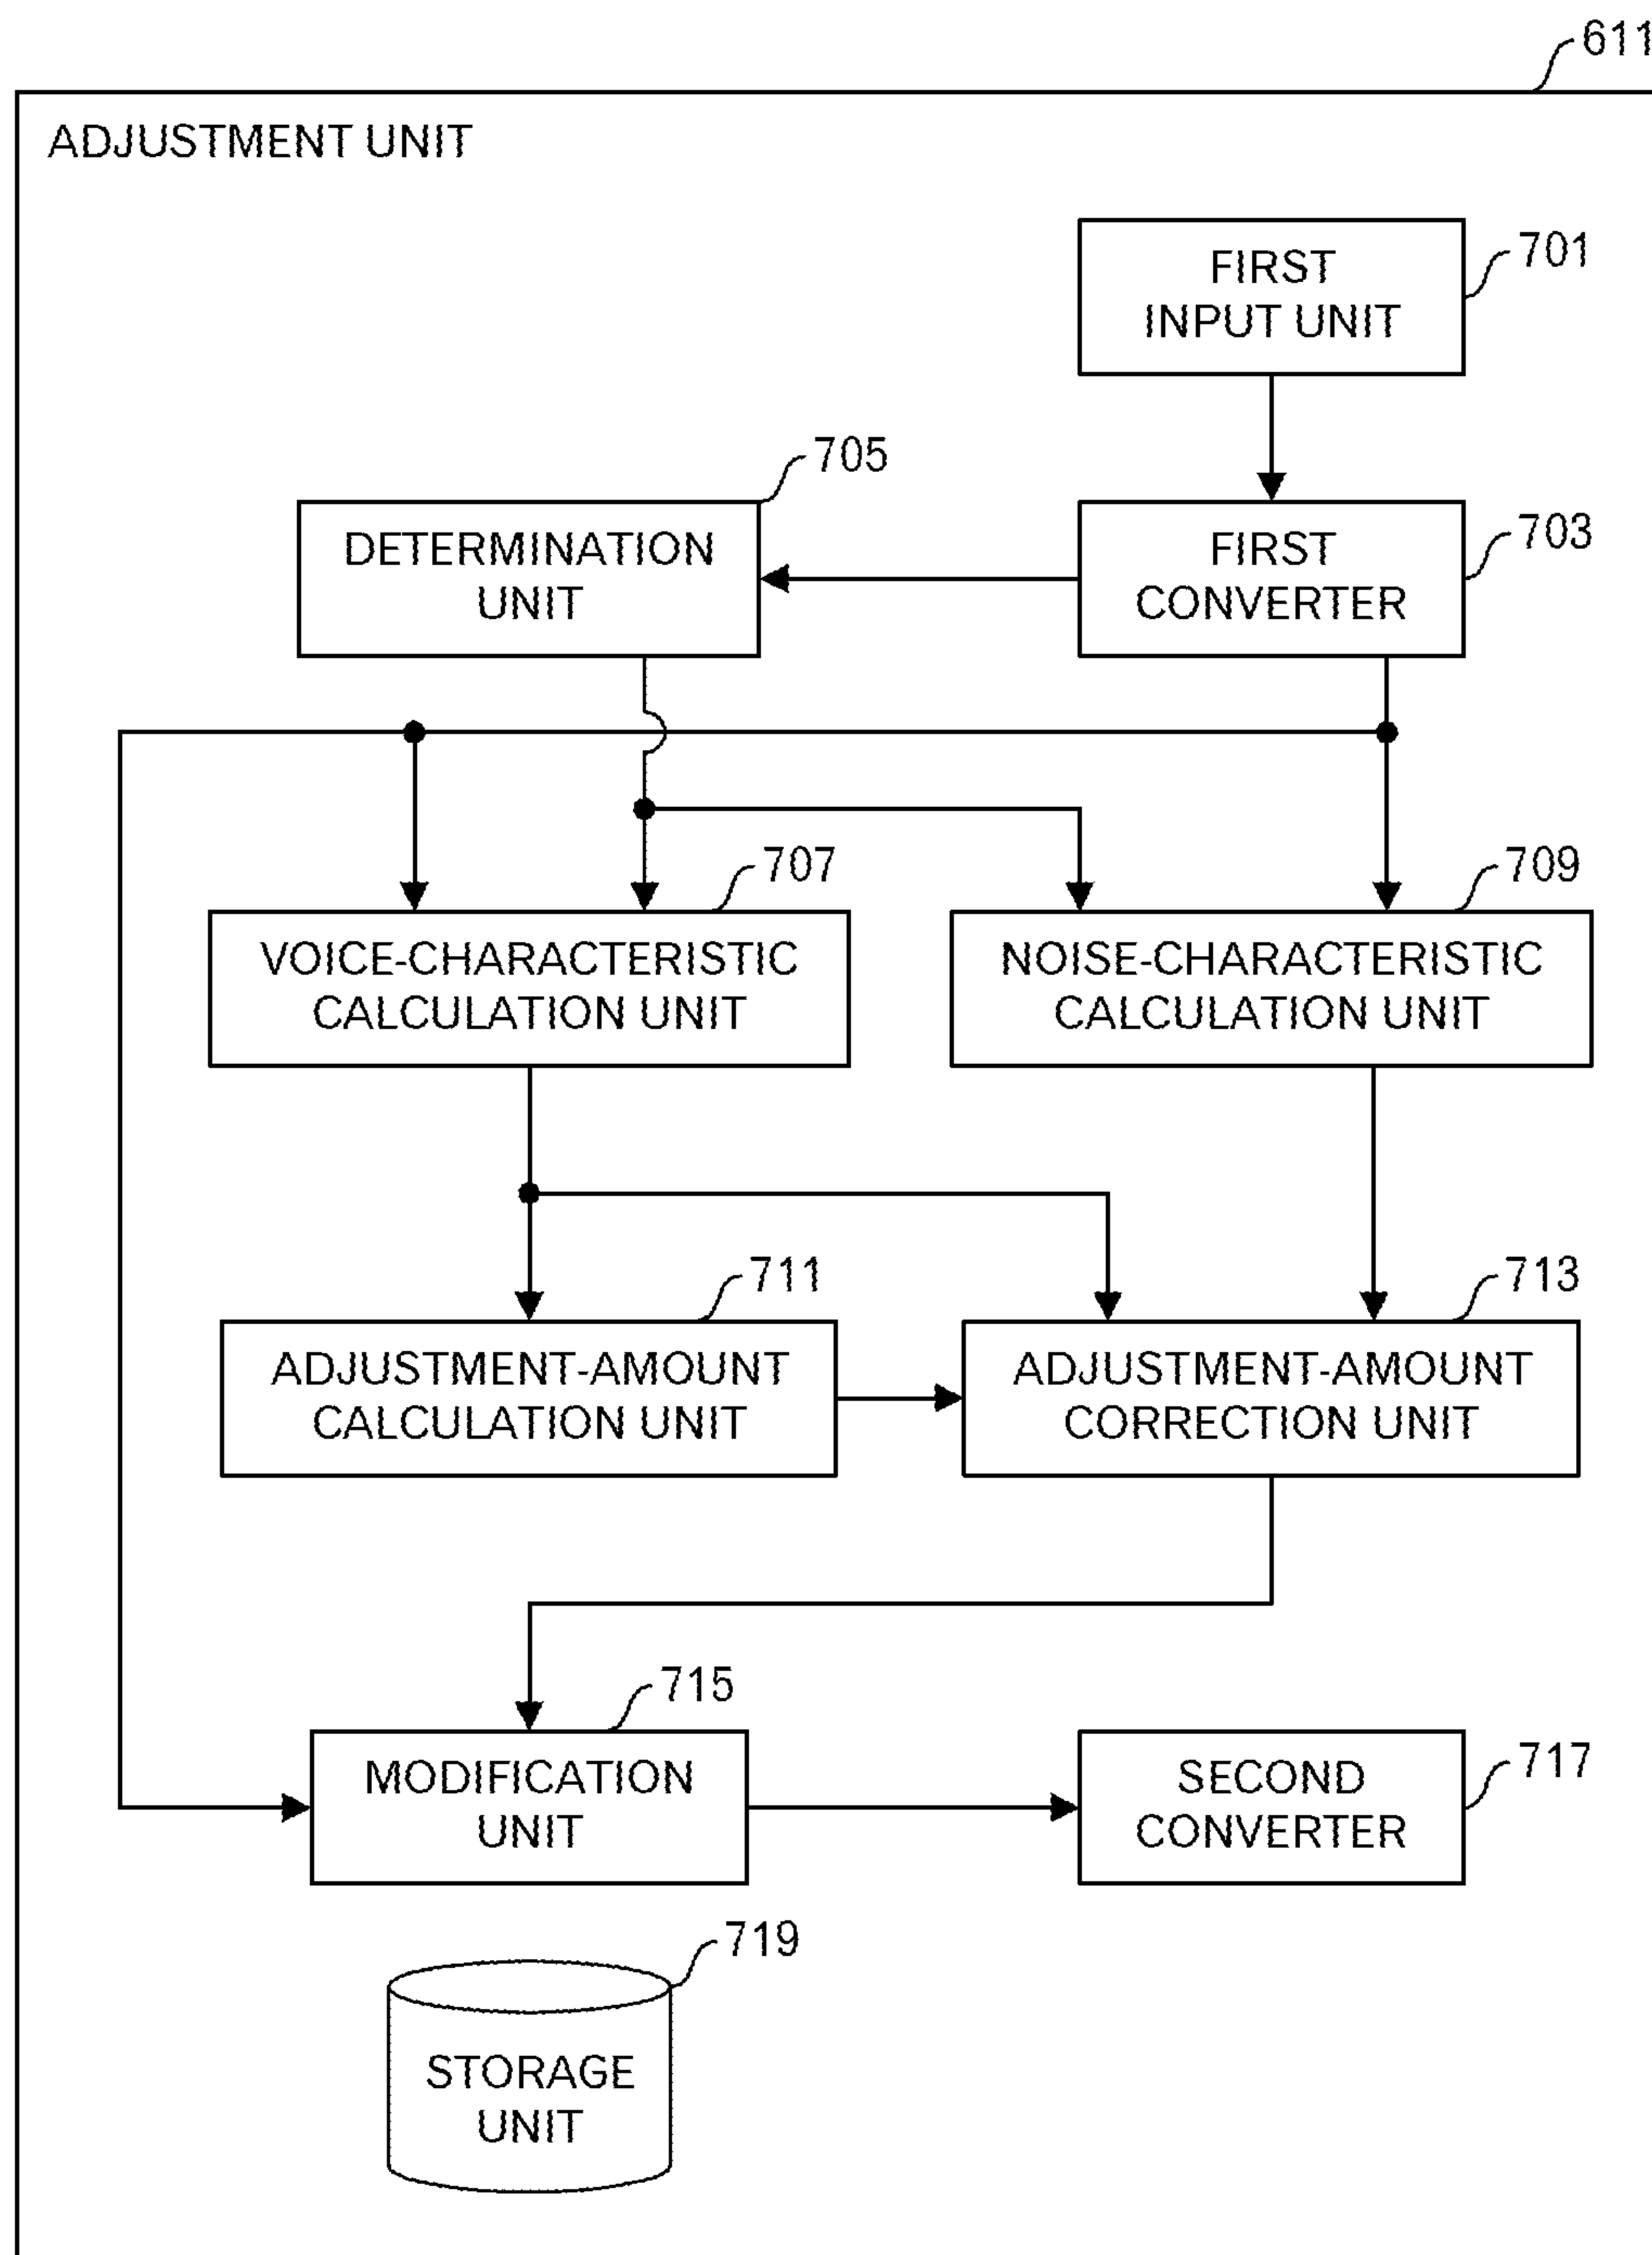 611
ADJUSTMENT UNIT
FIRST
INPUT UNIT
701
705
DETERMINATION
UNIT
FIRST
CONVERTER
703
707
709
VOICE-CHARACTERISTIC
CALCULATION UNIT
NOISE-CHARACTERISTIC
CALCULATION UNIT
711
713
ADJUSTMENT-AMOUNT
CALCULATION UNIT
ADJUSTMENT-AMOUNT
CORRECTION UNIT
715
MODIFICATION
UNIT
SECOND
CONVERTER
717
719
STORAGE
UNIT